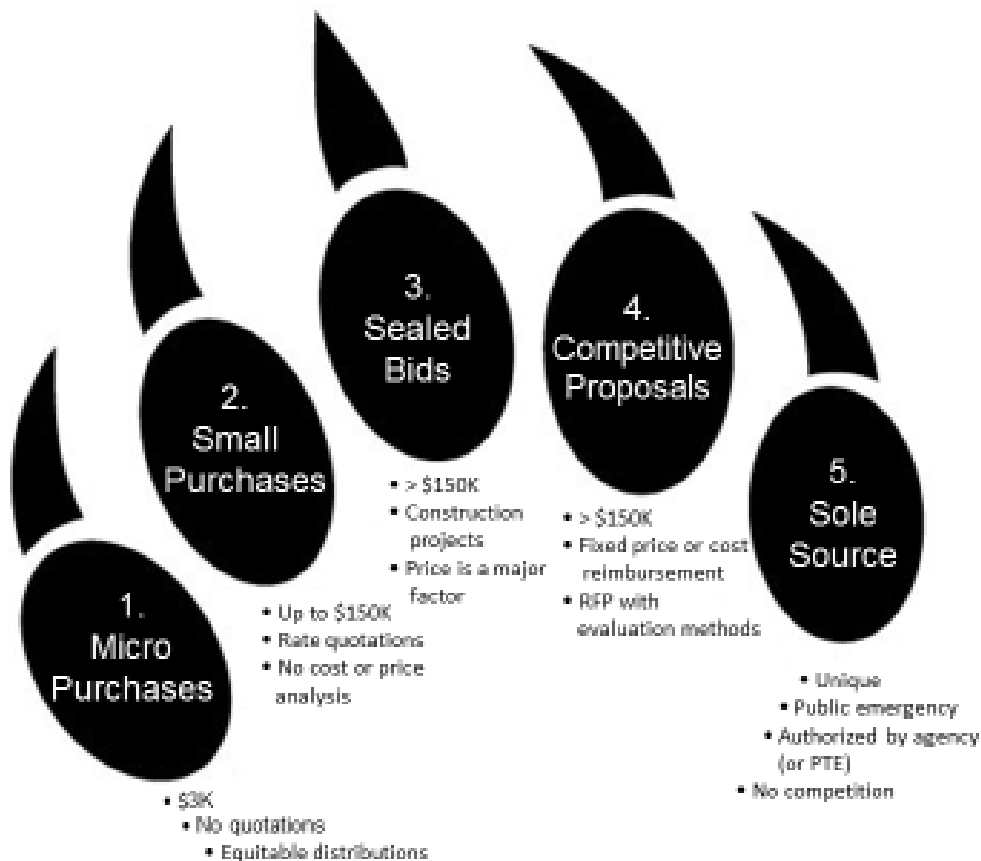 1.
Micro
Purchases
• $3K
• No quotations
• Equitable distributions
2.
Small
Purchases
• Up to $150K
• Rate quotations
• No cost or price
analysis
3.
Sealed
Bids
• > $150K
• Construction
projects
• Price is a major
factor
4.
Competitive
Proposals
• > $150K
• Fixed price or cost
reimbursement
• RFP with
evaluation methods
5.
Sole
Source
• Unique
• Public emergency
• Authorized by agency
(or PTE)
• No competition